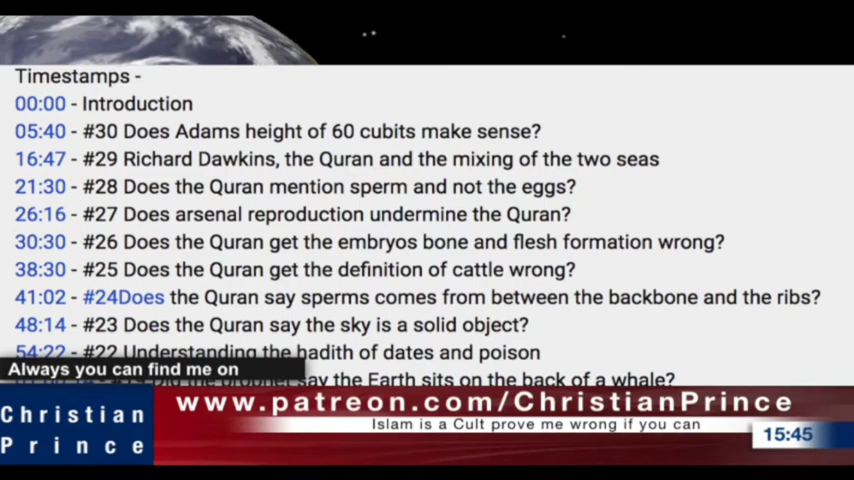 Timestamps -
00:00 - Introduction
05:40 - #30 Does Adams height of 60 cubits make sense?
16:47 - #29 Richard Dawkins, the Quran and the mixing of the two seas
21:30 - #28 Does the Quran mention sperm and not the eggs?
26:16 - #27 Does arsenal reproduction undermine the Quran?
30:30 - #26 Does the Quran get the embryos bone and flesh formation wrong?
38:30 - #25 Does the Quran get the definition of cattle wrong?
41:02 - #24Does the Quran say sperms comes from between the backbone and the ribs?
48:14 - #23 Does the Quran say the sky is a solid object?
54:22 - #22 Understanding the hadith of dates and poison
say the Earth sits on the back of a whale?
Always you can find me on
Christian
Prince
www.patreon.com/ChristianPrince
Islam is a Cult prove me wrong if you can
15:45